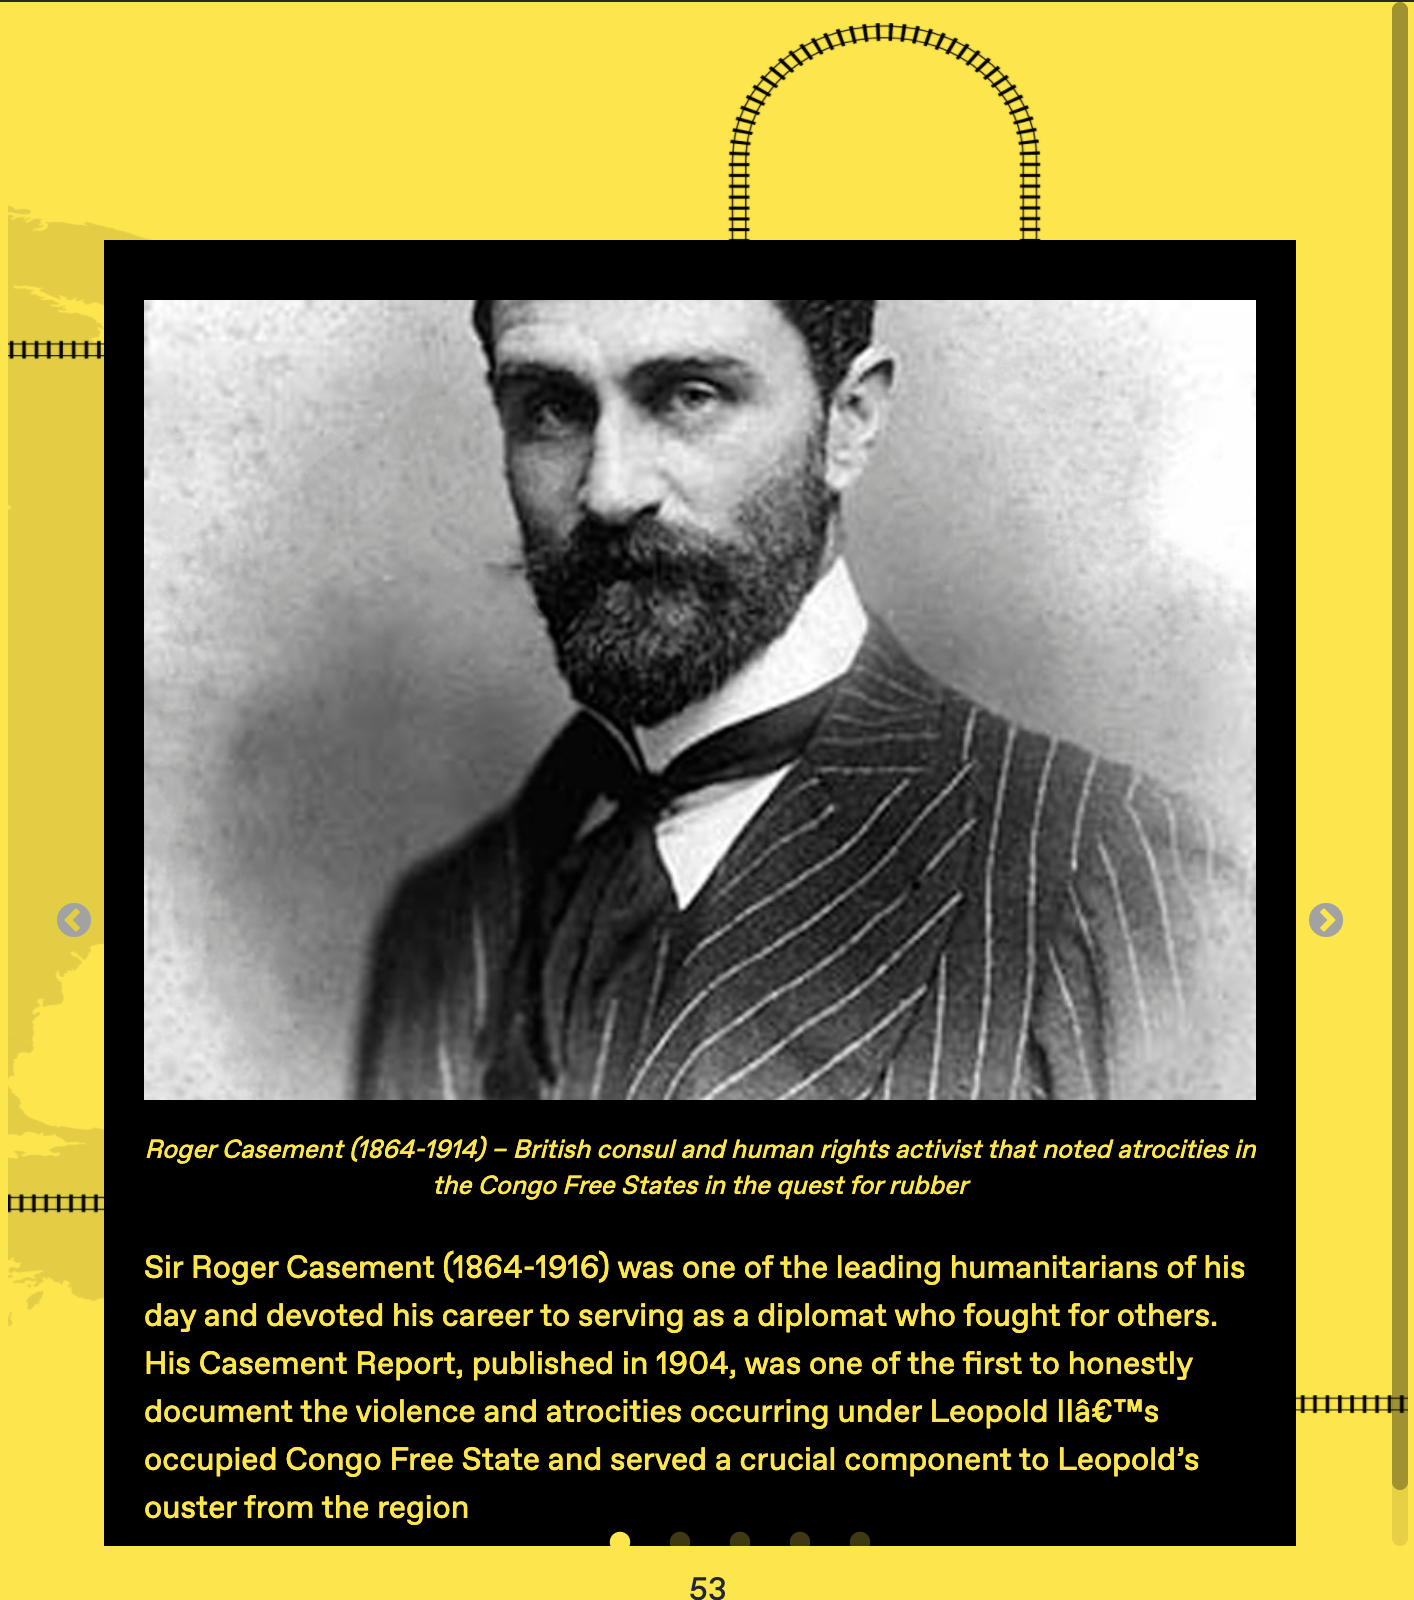 Roger Casement (1864-1914) – British consul and human rights activist that noted atrocities in
the Congo Free States in the quest for rubber
Sir Roger Casement (1864-1916) was one of the leading humanitarians of his
day and devoted his career to serving as a diplomat who fought for others.
His Casement Report, published in 1904, was one of the first to honestly
document the violence and atrocities occurring under Leopold IIâ€™s
occupied Congo Free State and served a crucial component to Leopold’s
ouster from the region
53